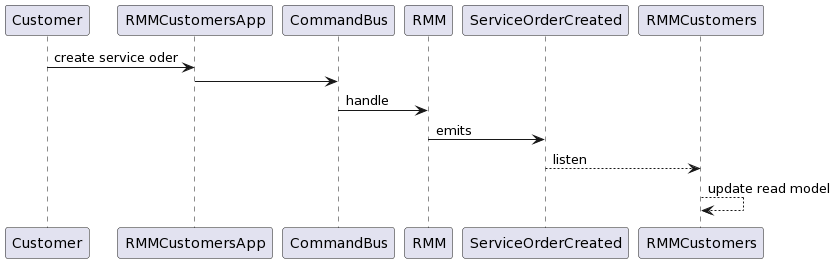 Customer
RMMCustomersApp
CommandBus
RMM
ServiceOrderCreated
RMMCustomers
create service oder
handle
emits
listen
update read model
Customer
RMMCustomersApp
CommandBus
RMM
ServiceOrderCreated
RMMCustomers